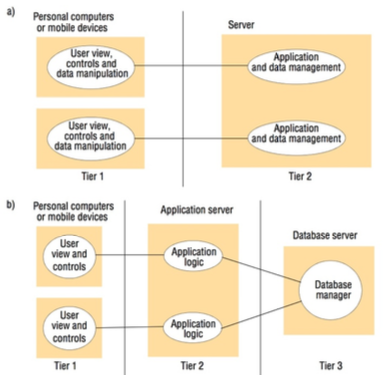 a)
Personal computers
or mobile devices
Server
User view,
controls and
data manipulation
Application
and data management
User view,
controls and
data manipulation
Application
and data management
Tier 1
Tier 2
b)
Personal computers
or mobile devices
Application server
Database server
User
view and
controls
Application
logic
Database
manager
User
view and
controls
Application
logic
Tier 1
Tier 2
Tier 3